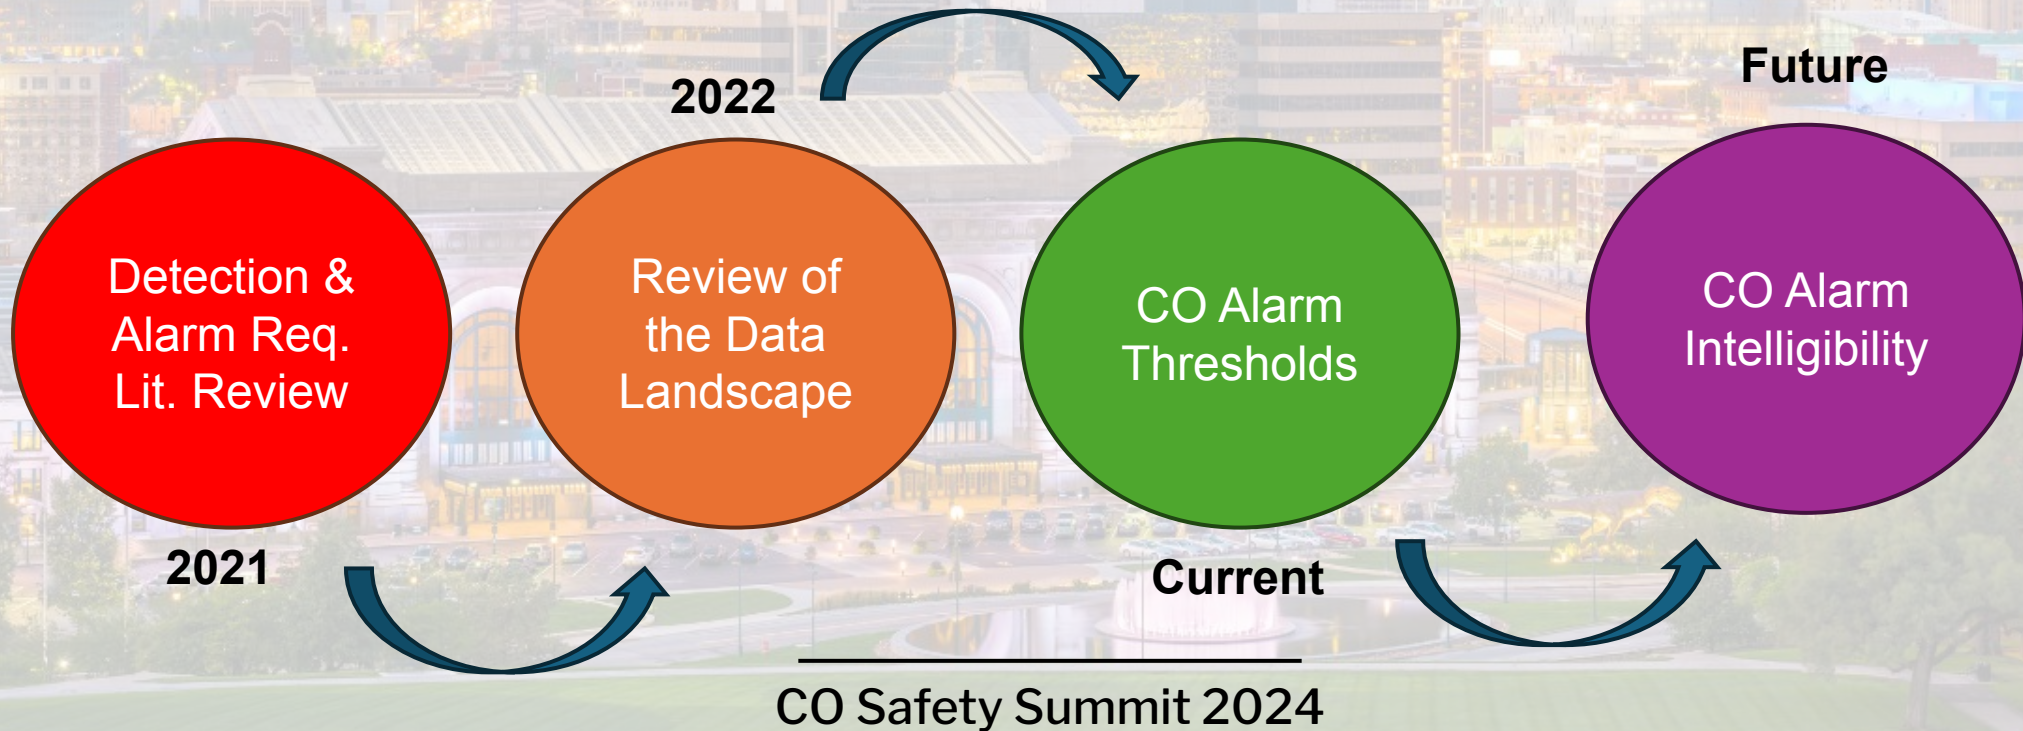 2021
Detection &
Alarm Req.
Lit. Review
2022
Review of
the Data
Landscape
Current
CO Alarm
Thresholds
Future
CO Alarm
Intelligibility
CO Safety Summit 2024